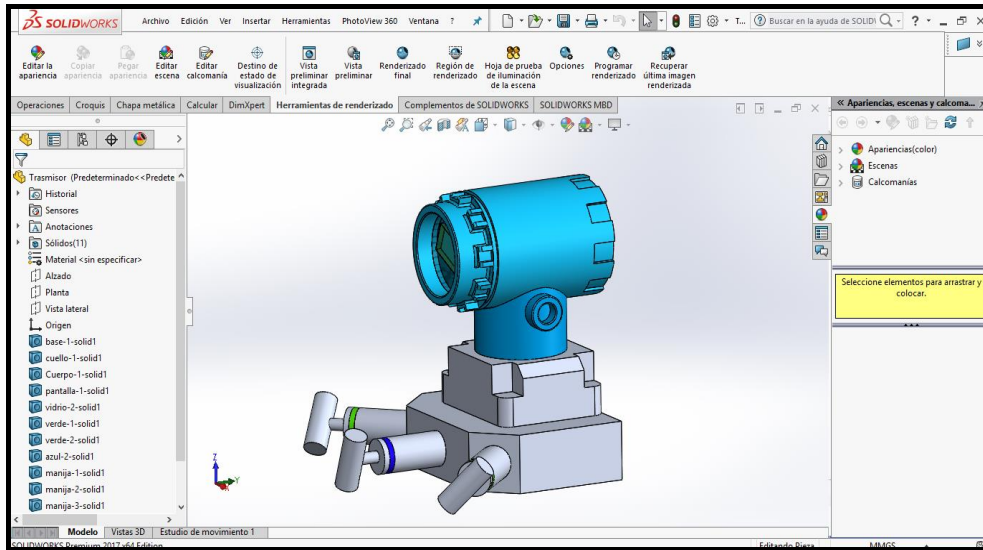 SOLIDWORKS Archivo Edición Ver Insertar Herramientas PhotoView 360 Ventana ? T... Buscar en la ayuda de SOLID
Editar la apariencia
Copiar apariencia
Pegar apariencia
Editar escena
Editar calcomanía
Destino de estado de visualización
Vista preliminar integrada
Vista preliminar
Renderizado final
Región de renderizado
Hoja de prueba de iluminación de la escena
Opciones
Programar renderizado
Recuperar última imagen renderizada
Operaciones Croquis Chapa metálica Calcular DimXpert Herramientas de renderizado Complementos de SOLIDWORKS SOLIDWORKS MBD
Trasmisor (Predeterminado<<Predete
Historial
Sensores
Anotaciones
Sólidos(11)
Material <sin especificar>
Alzado
Planta
Vista lateral
Origen
base-1-solid1
cuello-1-solid1
Cuerpo-1-solid1
pantalla-1-solid1
vidrio-2-solid1
verde-1-solid1
verde-2-solid1
azul-2-solid1
manija-1-solid1
manija-2-solid1
manija-3-solid1
Z
Y
Apariencias, escenas y calcoma...
Apariencias(color)
Escenas
Calcomanías
Seleccione elementos para arrastrar y
colocar.
Modelo Vistas 3D Estudio de movimiento 1
SOLIDWORKS Premium 2017 x64 Edition Editando Pieza MMGS